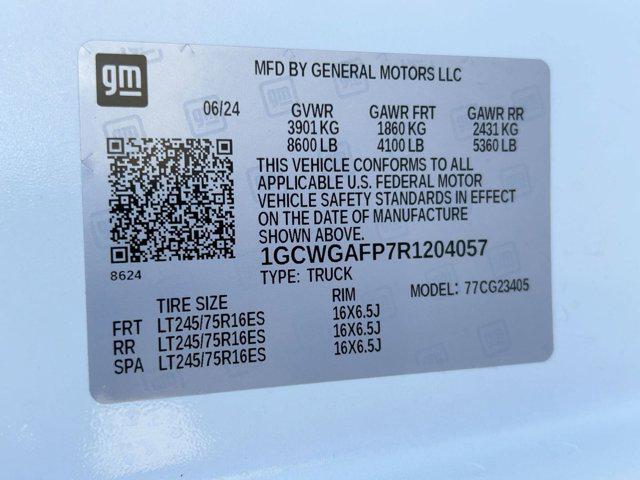 gm
MFD BY GENERAL MOTORS LLC
06/24 GVWR GAWR FRT GAWR RR
3901 KG 1860 KG 2431 KG
8600 LB 4100 LB 5360 LB
THIS VEHICLE CONFORMS TO ALL
APPLICABLE U.S. FEDERAL MOTOR
VEHICLE SAFETY STANDARDS IN EFFECT
ON THE DATE OF MANUFACTURE
SHOWN ABOVE.
1GCWGAFP7R1204057
8624
TYPE: TRUCK
MODEL: 77CG23405
TIRE SIZE RIM
FRT LT245/75R16ES 16X6.5J
RR LT245/75R16ES 16X6.5J
SPA LT245/75R16ES 16X6.5J